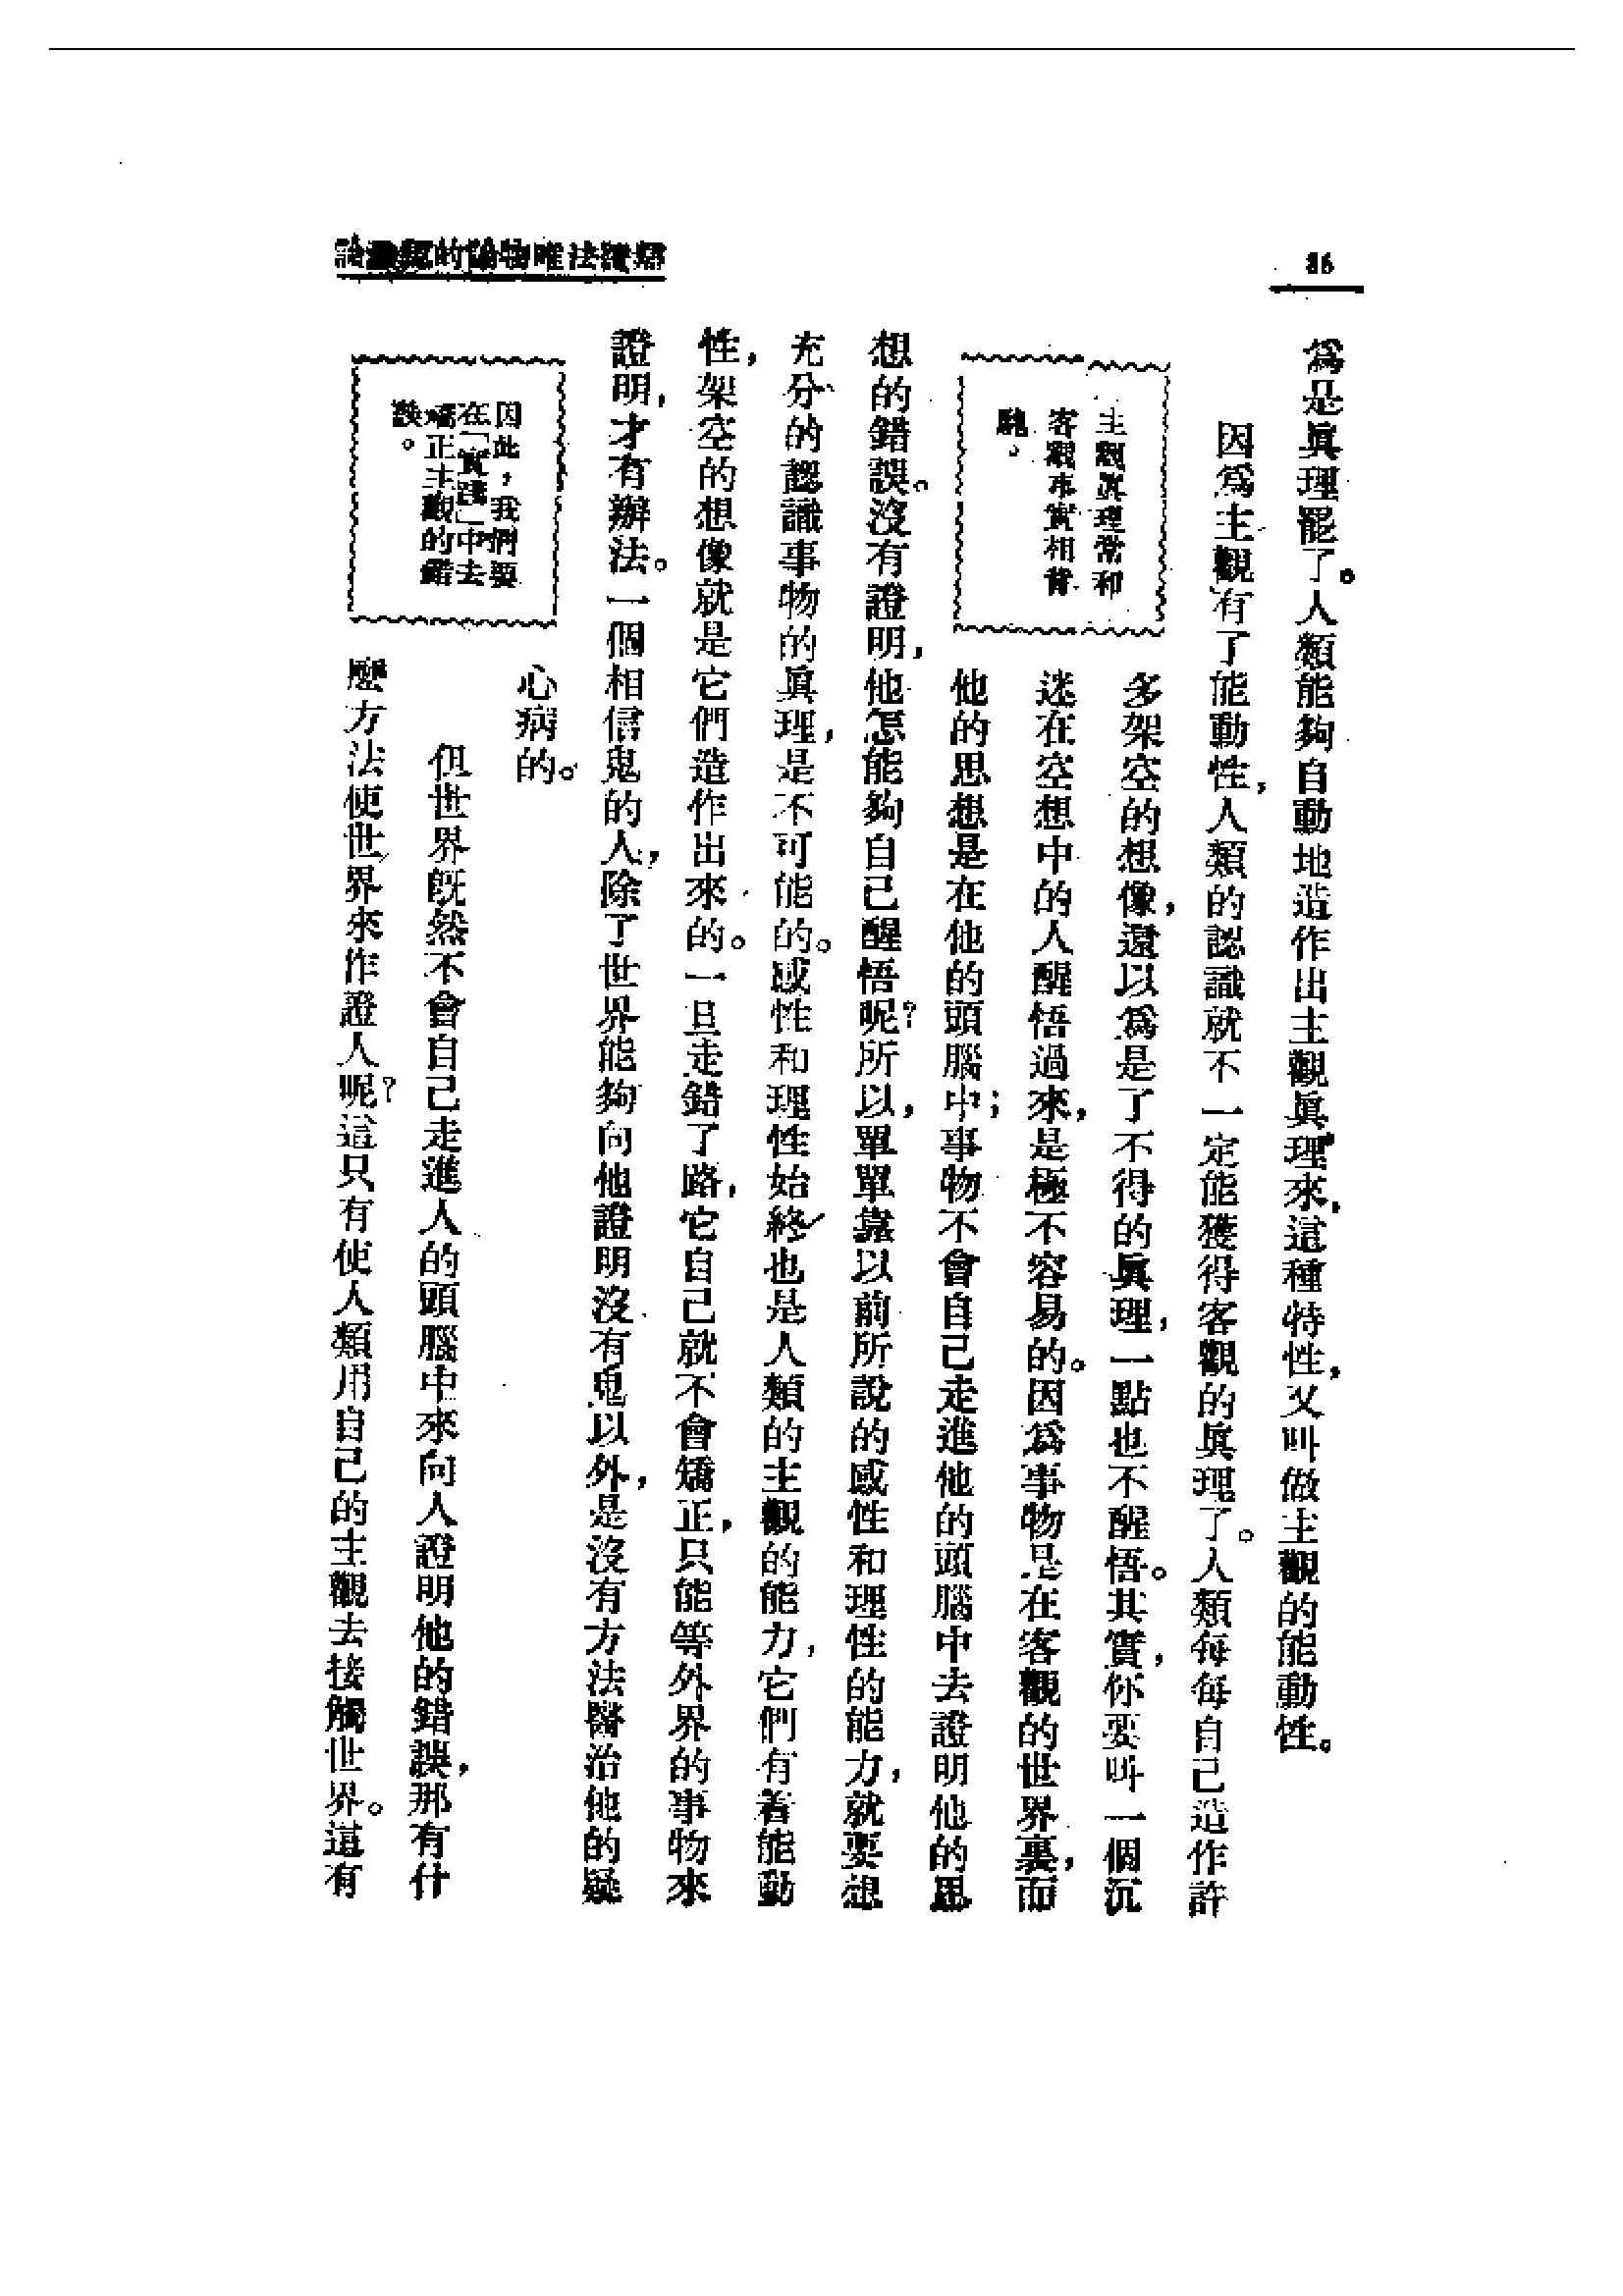 86
辯證法唯物論的認識論
爲是眞理罷了。人類能夠自動地造作出主觀眞理來,這種特性,又叫做主觀的能動性。
因爲主觀有了能動性,人類的認識就不一定能獲得客觀的眞理了。人類每每自己造作許
主觀眞理常和
客觀事實相背
馳。
多架空的想像,還以爲是了不得的眞理,一點也不醒悟。其實,你要叫一個沉
迷在空想中的人醒悟過來,是極不容易的。因爲事物是在客觀的世界裏,而
他的思想是在他的頭腦中;事物不會自己走進他的頭腦中去證明他的思
想的錯誤。沒有證明,他怎能夠自己醒悟呢?所以,單單靠以前所說的感性和理性的能力,就要想
充分的認識事物的眞理,是不可能的。感性和理性始終也是人類的主觀的能力,它們有着能動
性,架空的想像就是它們造作出來的。一旦走錯了路,它自己就不會矯正,只能等外界的事物來
證明,才有辦法。一個相信鬼的人,除了世界能夠向他證明沒有鬼以外,是沒有方法醫治他的疑
心病的。
因此,我們要
在「實踐」中去
矯正主觀的錯
誤。
但世界既然不會自己走進人的頭腦中來向人證明他的錯誤,那有什
麼方法使世界來作證人呢?這只有使人類用自己的主觀去接觸世界。還有